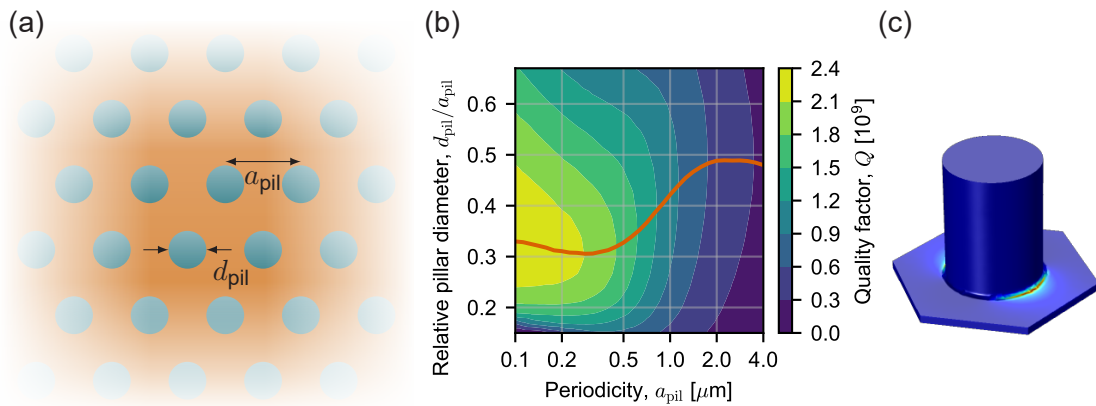 (a)
a_pil
d_pil
(b)
Relative pillar diameter, d_pil/a_pil
0.6
0.5
0.4
0.3
0.2
0.1 0.2 0.5 1.0 2.0 4.0
Periodicity, a_pil [μm]
2.4
2.1
1.8
1.5
1.2
0.9
0.6
0.3
0.0
Quality factor, Q [10^9]
(c)